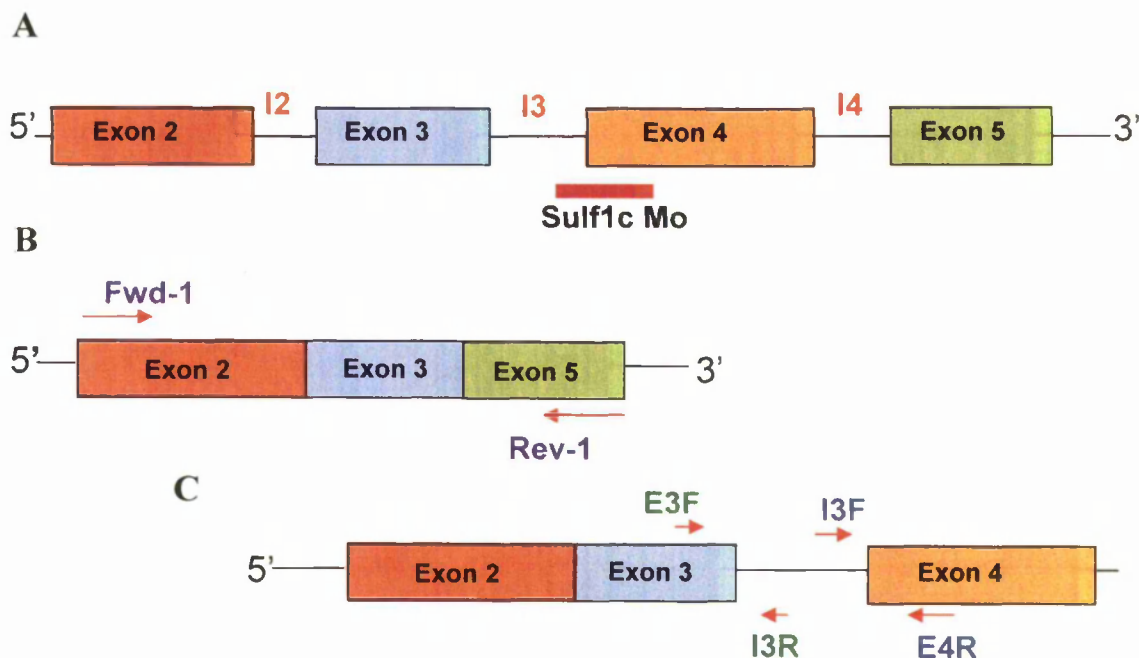 A
I2 I3 I4
5' Exon 2 Exon 3 Exon 4 Exon 5 3'
Sulf1c Mo
B
Fwd-1
5' Exon 2 Exon 3 Exon 5 3'
Rev-1
C
E3F I3F
5' Exon 2 Exon 3 Exon 4
I3R E4R